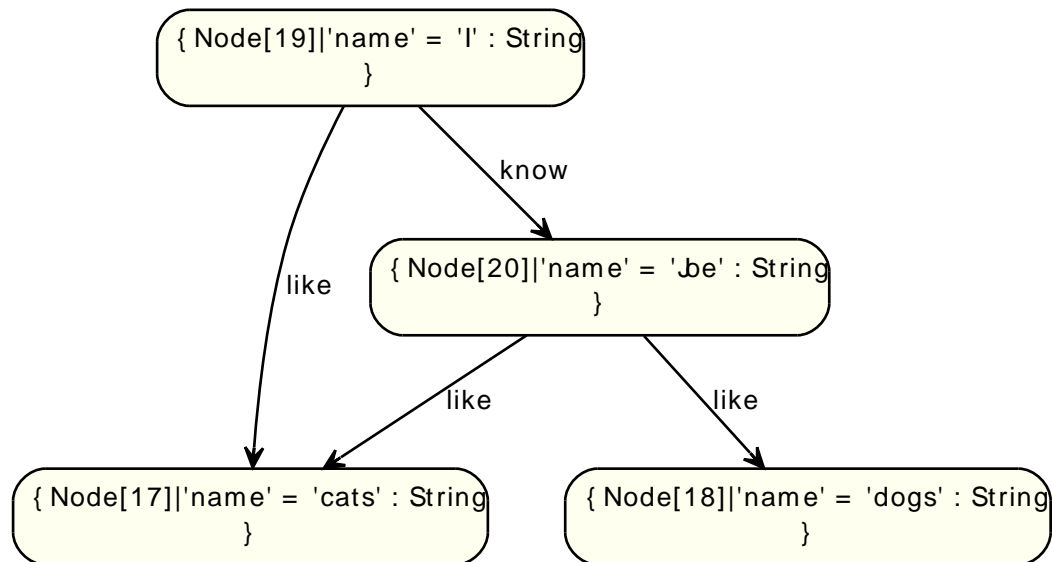 { Node[19]|'name' = 'I' : String
}
know
like
{ Node[20]|'name' = 'Joe' : String
}
like
like
{ Node[17]|'name' = 'cats' : String
}
{ Node[18]|'name' = 'dogs' : String
}